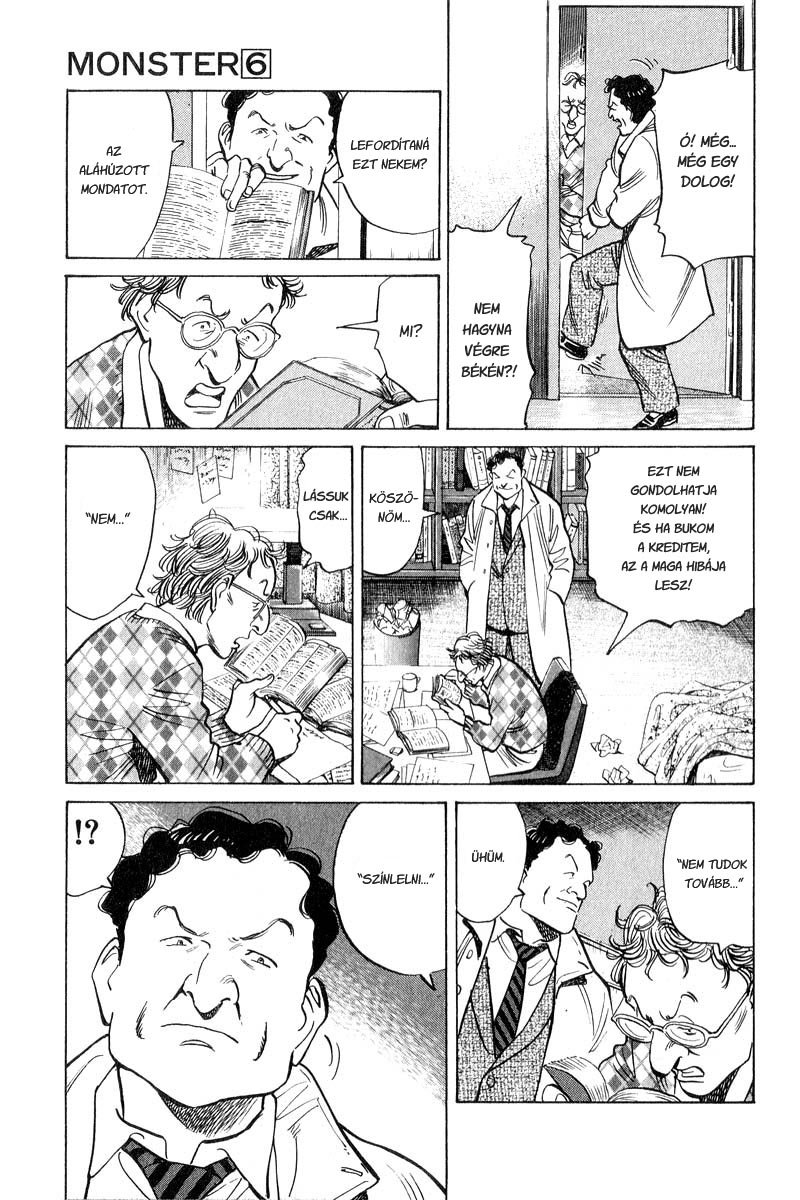 MONSTER6
Ó! MÉG...
MÉG EGY
DOLOG!
NEM
HAGYNA
VÉGRE
BÉKÉN?!
LEFORDÍTANÁ
EZT NEKEM?
AZ
ALÁHÚZOTT
MONDATOT.
MI?
EZT NEM
GONDOLHATJA
KOMOLYAN!
ÉS HA BUKOM
A KREDITEM,
AZ A MAGA HIBÁJA
LESZ!
KÖSZÖ-
NÖM...
LÁSSUK
CSAK...
"NEM..."
"NEM TUDOK
TOVÁBB..."
ÜHÜM.
"SZÍNLELNI..."
!?